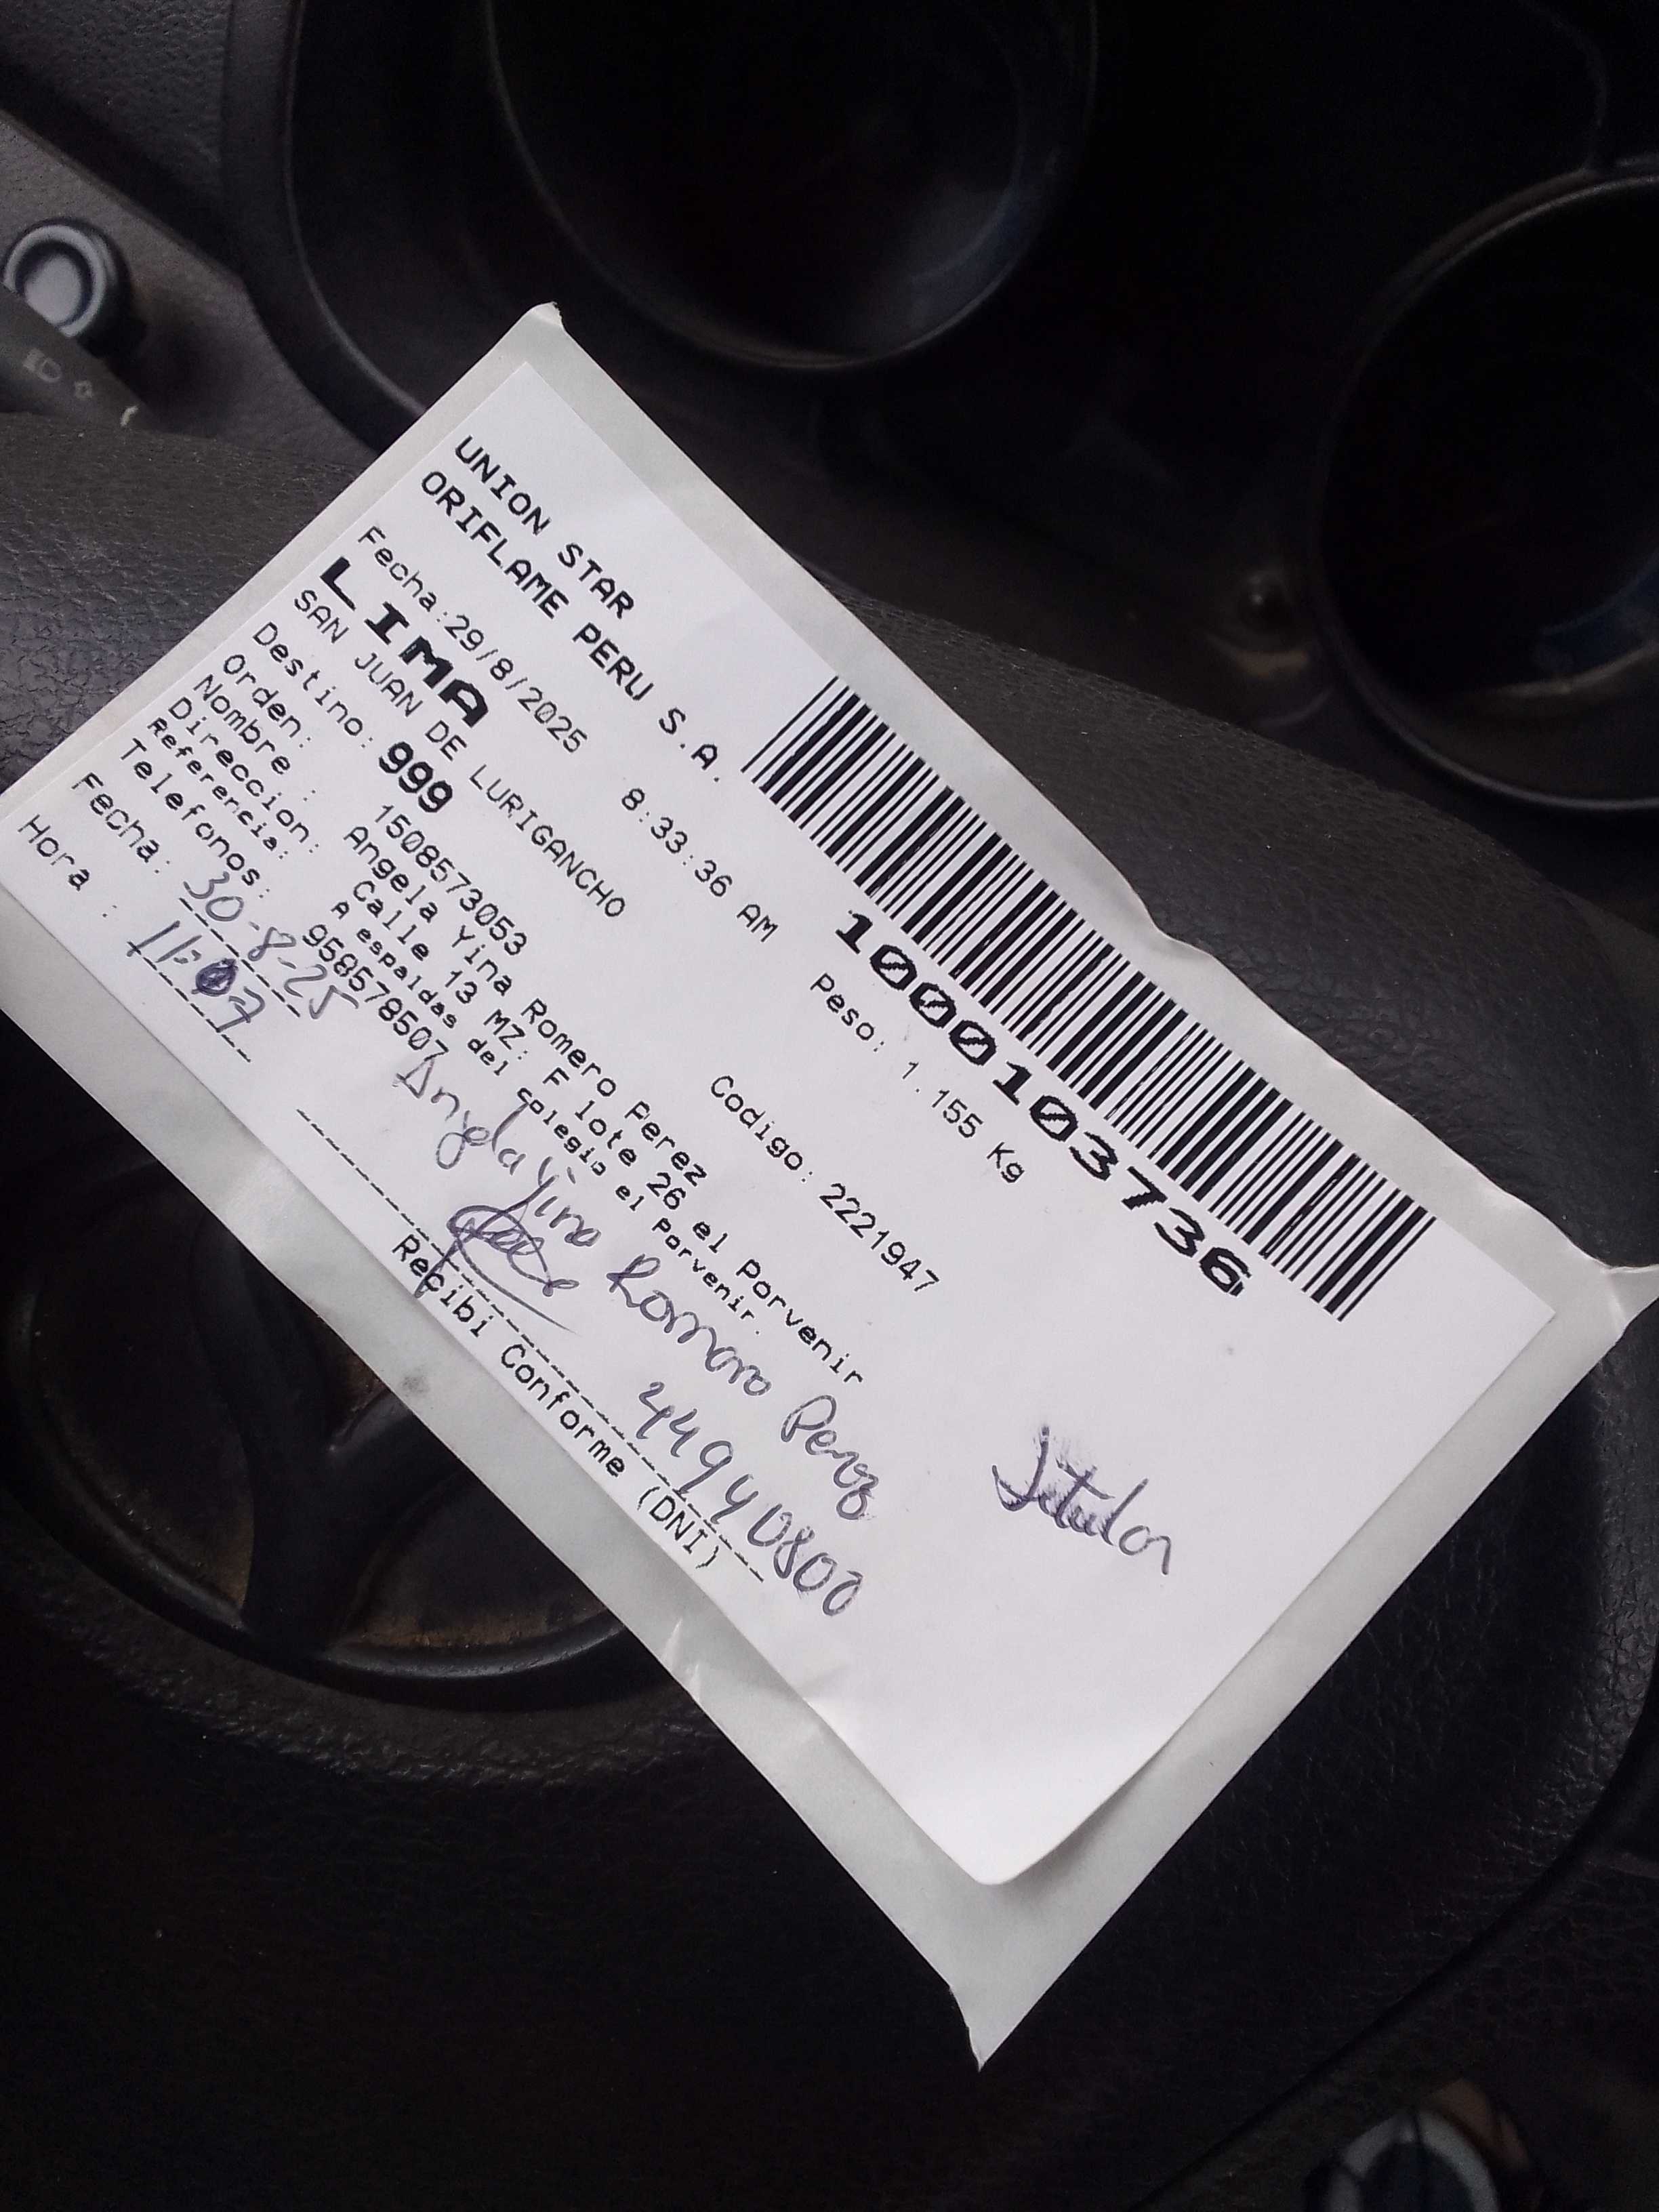 UNION STAR
ORIFLAME PERU S.A.
1000103736
Fecha:29/8/2025 8:33:36 AM Peso: 1.155 Kg
LIMA
SAN JUAN DE LURIGANCHO
Destino: 999 Codigo: 2221947
Orden: 1508573053
Nombre : Angela Yina Romero Perez
Direccion: Calle 13 MZ: F lote 26 el Porvenir
Referencia: A espaldas del colegio el Porvenir.
Telefonos: 958578507
Fecha: 30-8-25 Angela Yina Romero Perez Titular
Hora : 11:07
44940800
Recibi Conforme (DNI)